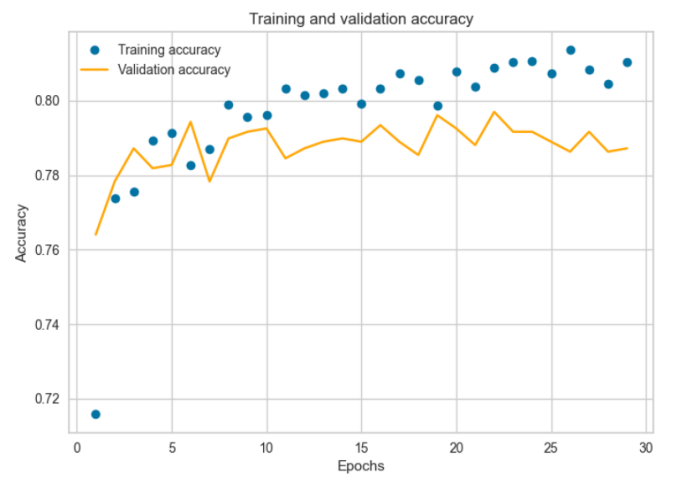 Training and validation accuracy
Training accuracy
Validation accuracy
0.80
0.78
0.76
0.74
0.72
Accuracy
0 5 10 15 20 25 30
Epochs